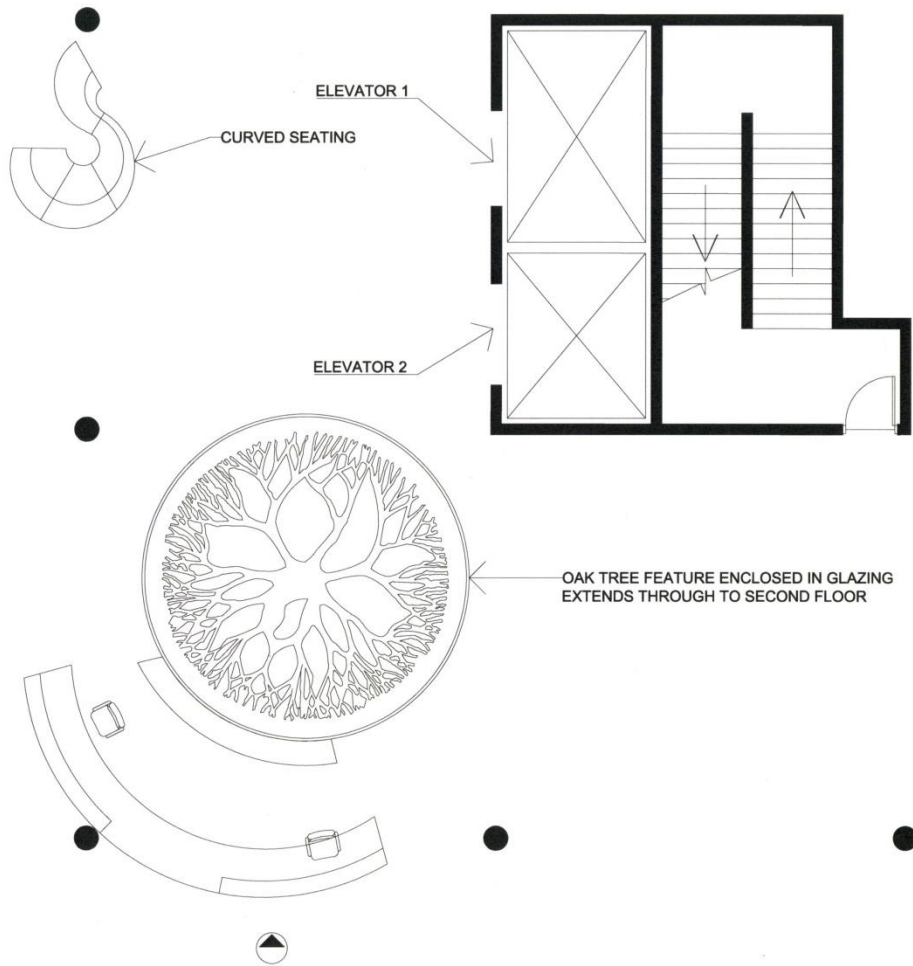 ELEVATOR 1
CURVED SEATING
ELEVATOR 2
OAK TREE FEATURE ENCLOSED IN GLAZING
EXTENDS THROUGH TO SECOND FLOOR